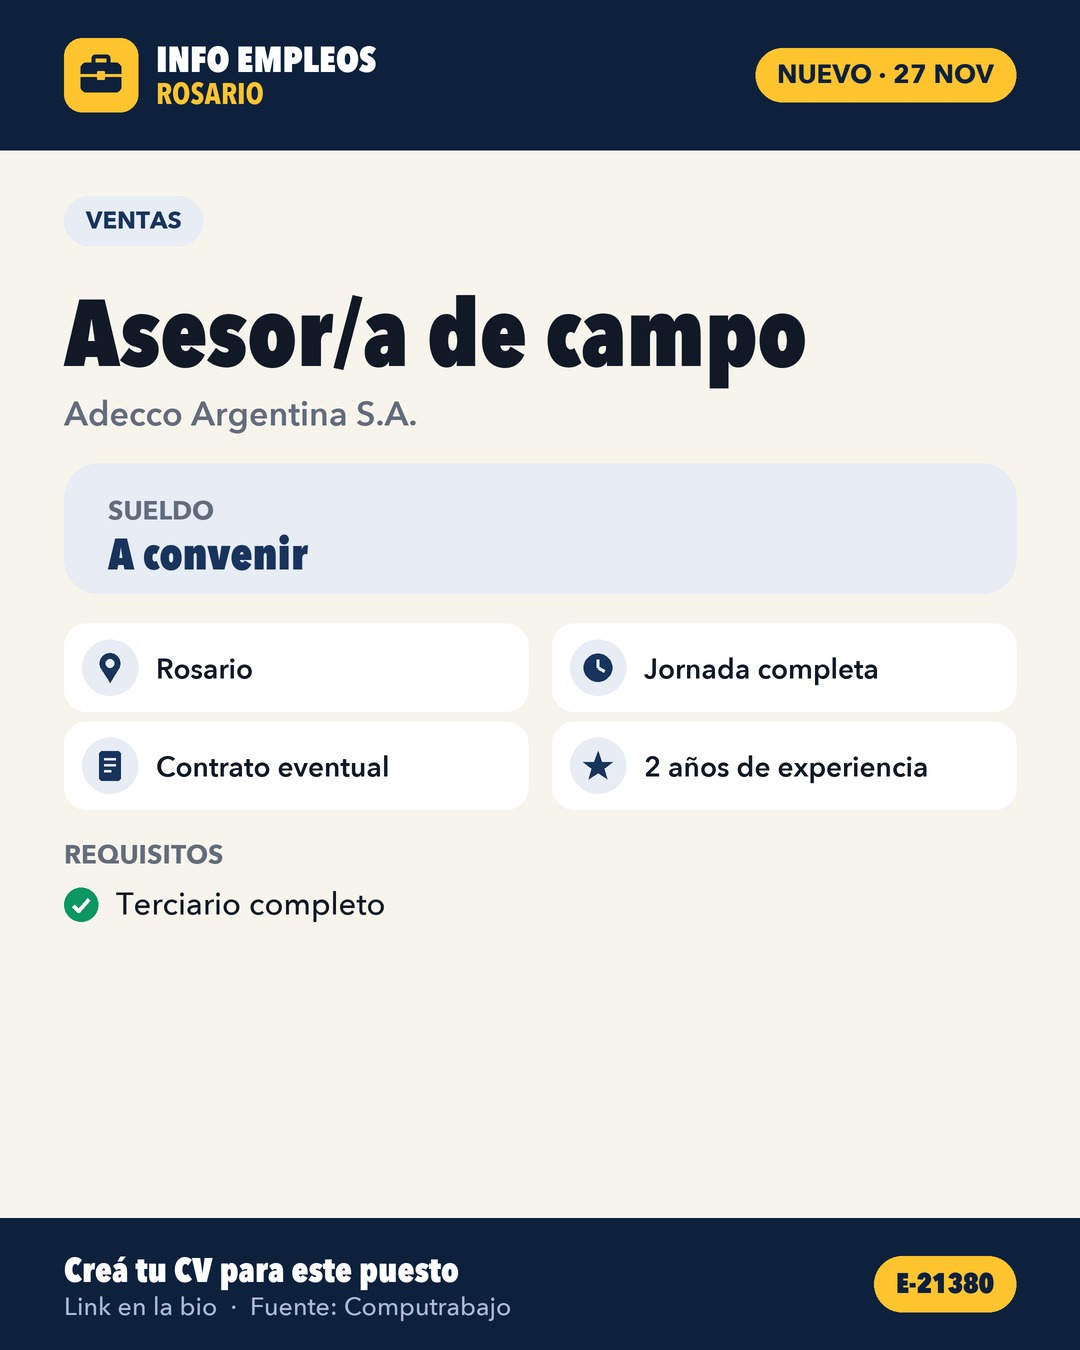 INFO EMPLEOS
ROSARIO
NUEVO · 27 NOV
VENTAS
Asesor/a de campo
Adecco Argentina S.A.
SUELDO
A convenir
Rosario
Jornada completa
Contrato eventual
2 años de experiencia
REQUISITOS
Terciario completo
Creá tu CV para este puesto
Link en la bio · Fuente: Computrabajo
E-21380